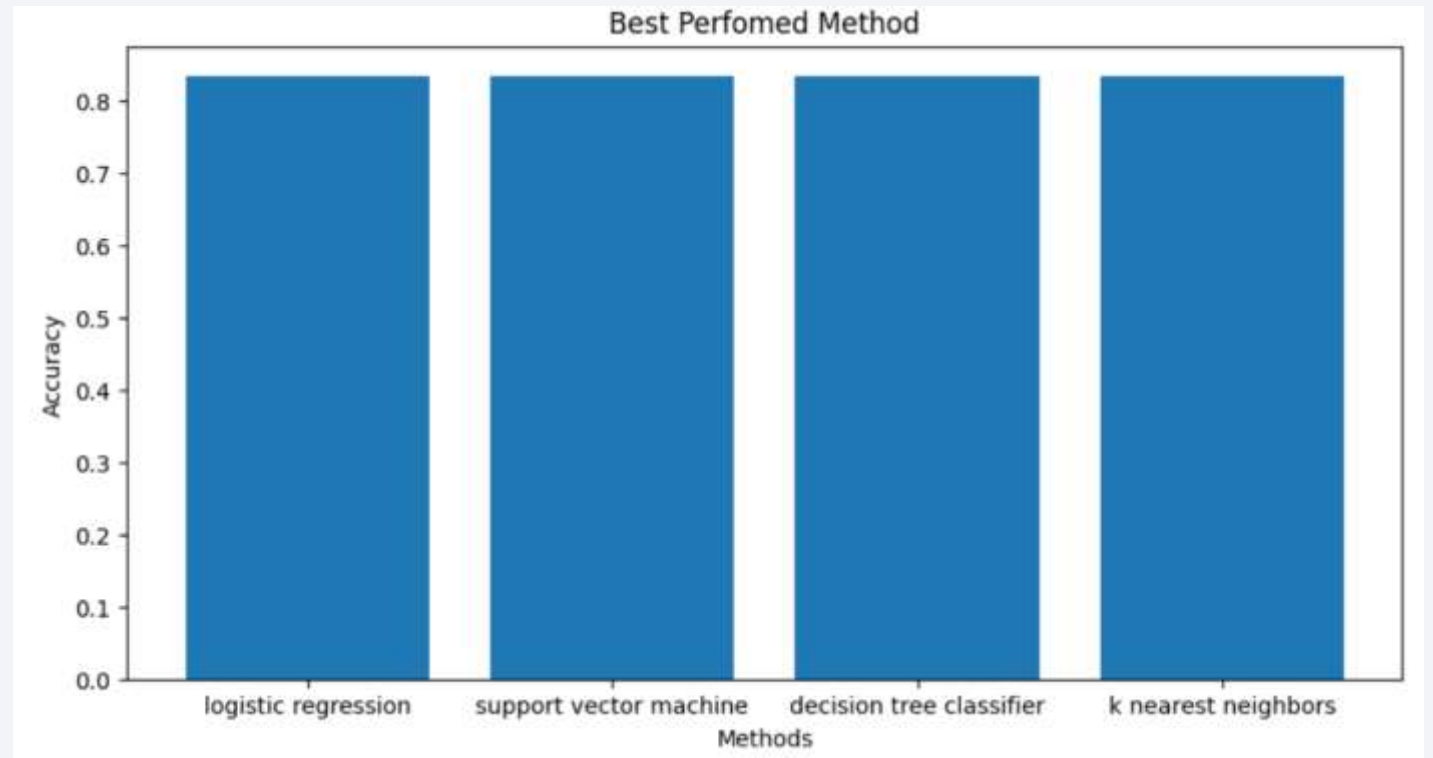 Best Perfomed Method
Accuracy
0.8
0.7
0.6
0.5
0.4
0.3
0.2
0.1
0.0
logistic regression
support vector machine
decision tree classifier
k nearest neighbors
Methods